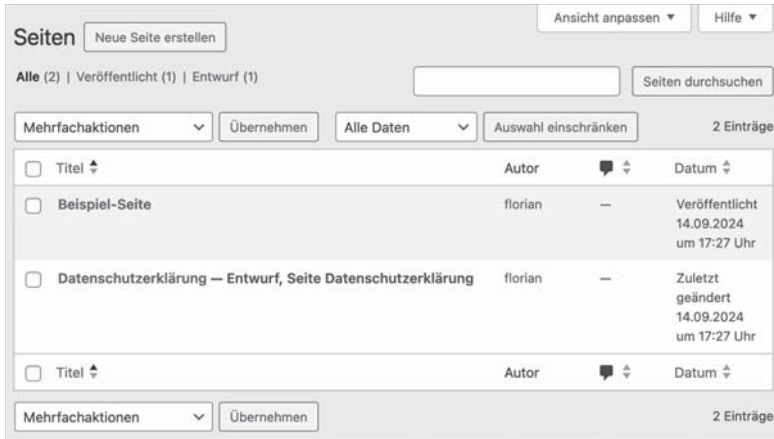 Ansicht anpassen ▼ Hilfe ▼
Seiten Neue Seite erstellen
Alle (2) | Veröffentlicht (1) | Entwurf (1)
Seiten durchsuchen
Mehrfachaktionen Übernehmen Alle Daten Auswahl einschränken 2 Einträge
Titel Autor Datum
Beispiel-Seite florian — Veröffentlicht
14.09.2024
um 17:27 Uhr
Datenschutzerklärung — Entwurf, Seite Datenschutzerklärung florian — Zuletzt
geändert
14.09.2024
um 17:27 Uhr
Titel Autor Datum
Mehrfachaktionen Übernehmen 2 Einträge